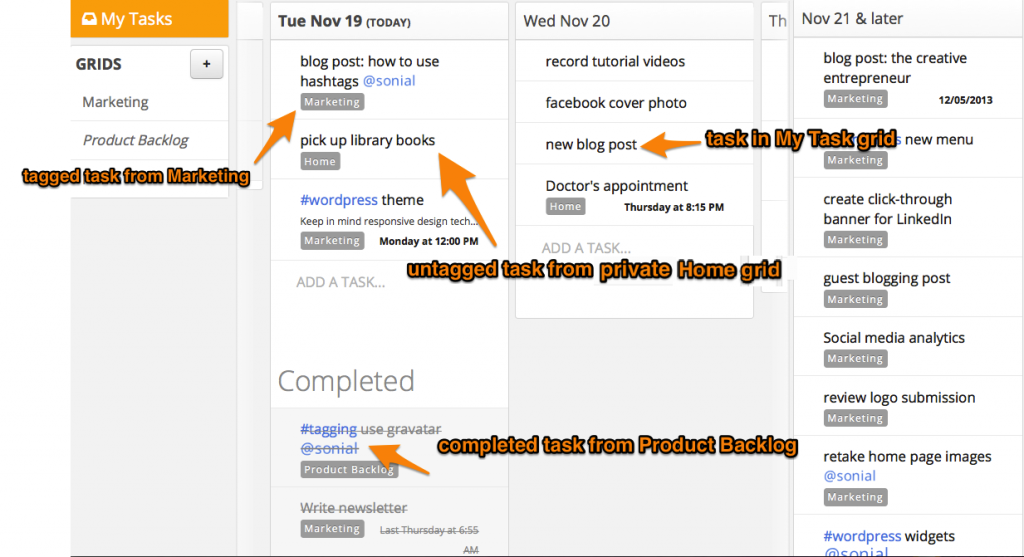 My Tasks
GRIDS
+
Marketing
Product Backlog
tagged task from Marketing
Tue Nov 19 (TODAY)
blog post: how to use
hashtags @sonial
Marketing
pick up library books
Home
#wordpress theme
Keep in mind responsive design tech...
Marketing Monday at 12:00 PM
ADD A TASK...
untagged task from private Home grid
Completed
#tagging use gravatar
@sonial
Product Backlog
completed task from Product Backlog
Write newsletter
Marketing Last Thursday at 6:55
AM
Wed Nov 20
record tutorial videos
facebook cover photo
new blog post
task in My Task grid
Doctor's appointment
Home Thursday at 8:15 PM
ADD A TASK...
Th
Nov 21 & later
blog post: the creative
entrepreneur
Marketing 12/05/2013
new menu
Marketing
create click-through
banner for LinkedIn
Marketing
guest blogging post
Marketing
Social media analytics
Marketing
review logo submission
Marketing
retake home page images
@sonial
Marketing
#wordpress widgets
@sonial